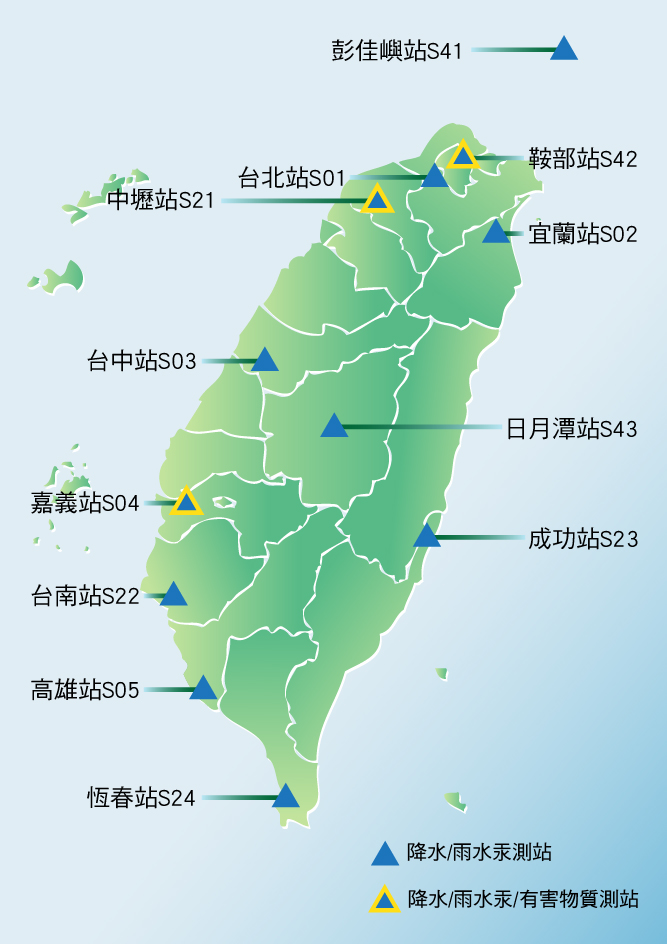 彭佳嶼站S41
鞍部站S42
台北站S01
中壢站S21
宜蘭站S02
台中站S03
日月潭站S43
嘉義站S04
成功站S23
台南站S22
高雄站S05
恆春站S24
降水/雨水汞測站
降水/雨水汞/有害物質測站